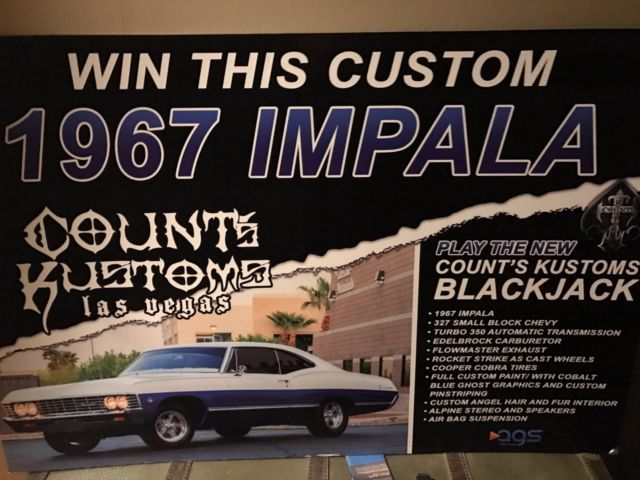 WIN THIS CUSTOM
1967 IMPALA
COUNT'S
KUSTOMS
las vegas
PLAY THE NEW
COUNT'S KUSTOMS
BLACKJACK
• 1967 IMPALA
• 327 SMALL BLOCK CHEVY
• TURBO 350 AUTOMATIC TRANSMISSION
• EDELBROCK CARBURETOR
• FLOWMASTER EXHAUST
• ROCKET STRIKE AS CAST WHEELS
• COOPER COBRA TIRES
• FULL CUSTOM PAINT/ WITH COBALT
BLUE GHOST GRAPHICS AND CUSTOM
PINSTRIPING
• CUSTOM ANGEL HAIR AND FUR INTERIOR
• ALPINE STEREO AND SPEAKERS
• AIR BAG SUSPENSION
ags